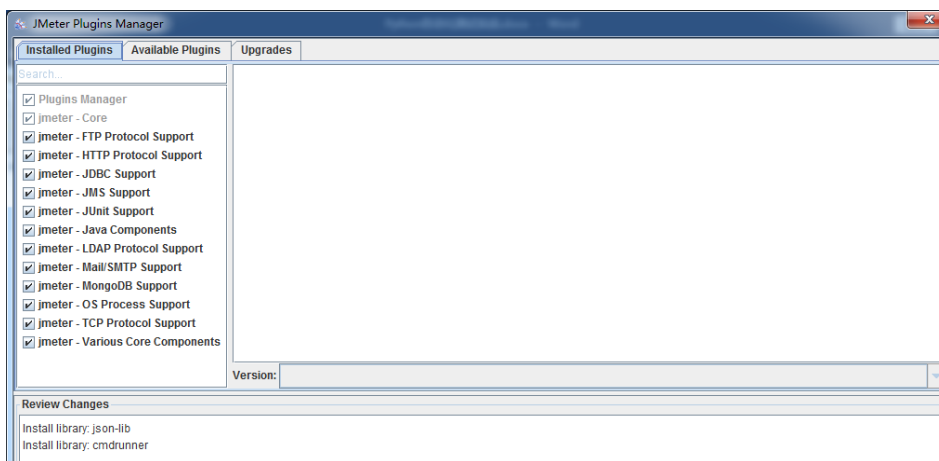 JMeter Plugins Manager
Installed Plugins Available Plugins Upgrades
Search...
Plugins Manager
jmeter - Core
jmeter - FTP Protocol Support
jmeter - HTTP Protocol Support
jmeter - JDBC Support
jmeter - JMS Support
jmeter - JUnit Support
jmeter - Java Components
jmeter - LDAP Protocol Support
jmeter - Mail/SMTP Support
jmeter - MongoDB Support
jmeter - OS Process Support
jmeter - TCP Protocol Support
jmeter - Various Core Components
Version:
Review Changes
Install library: json-lib
Install library: cmdrunner